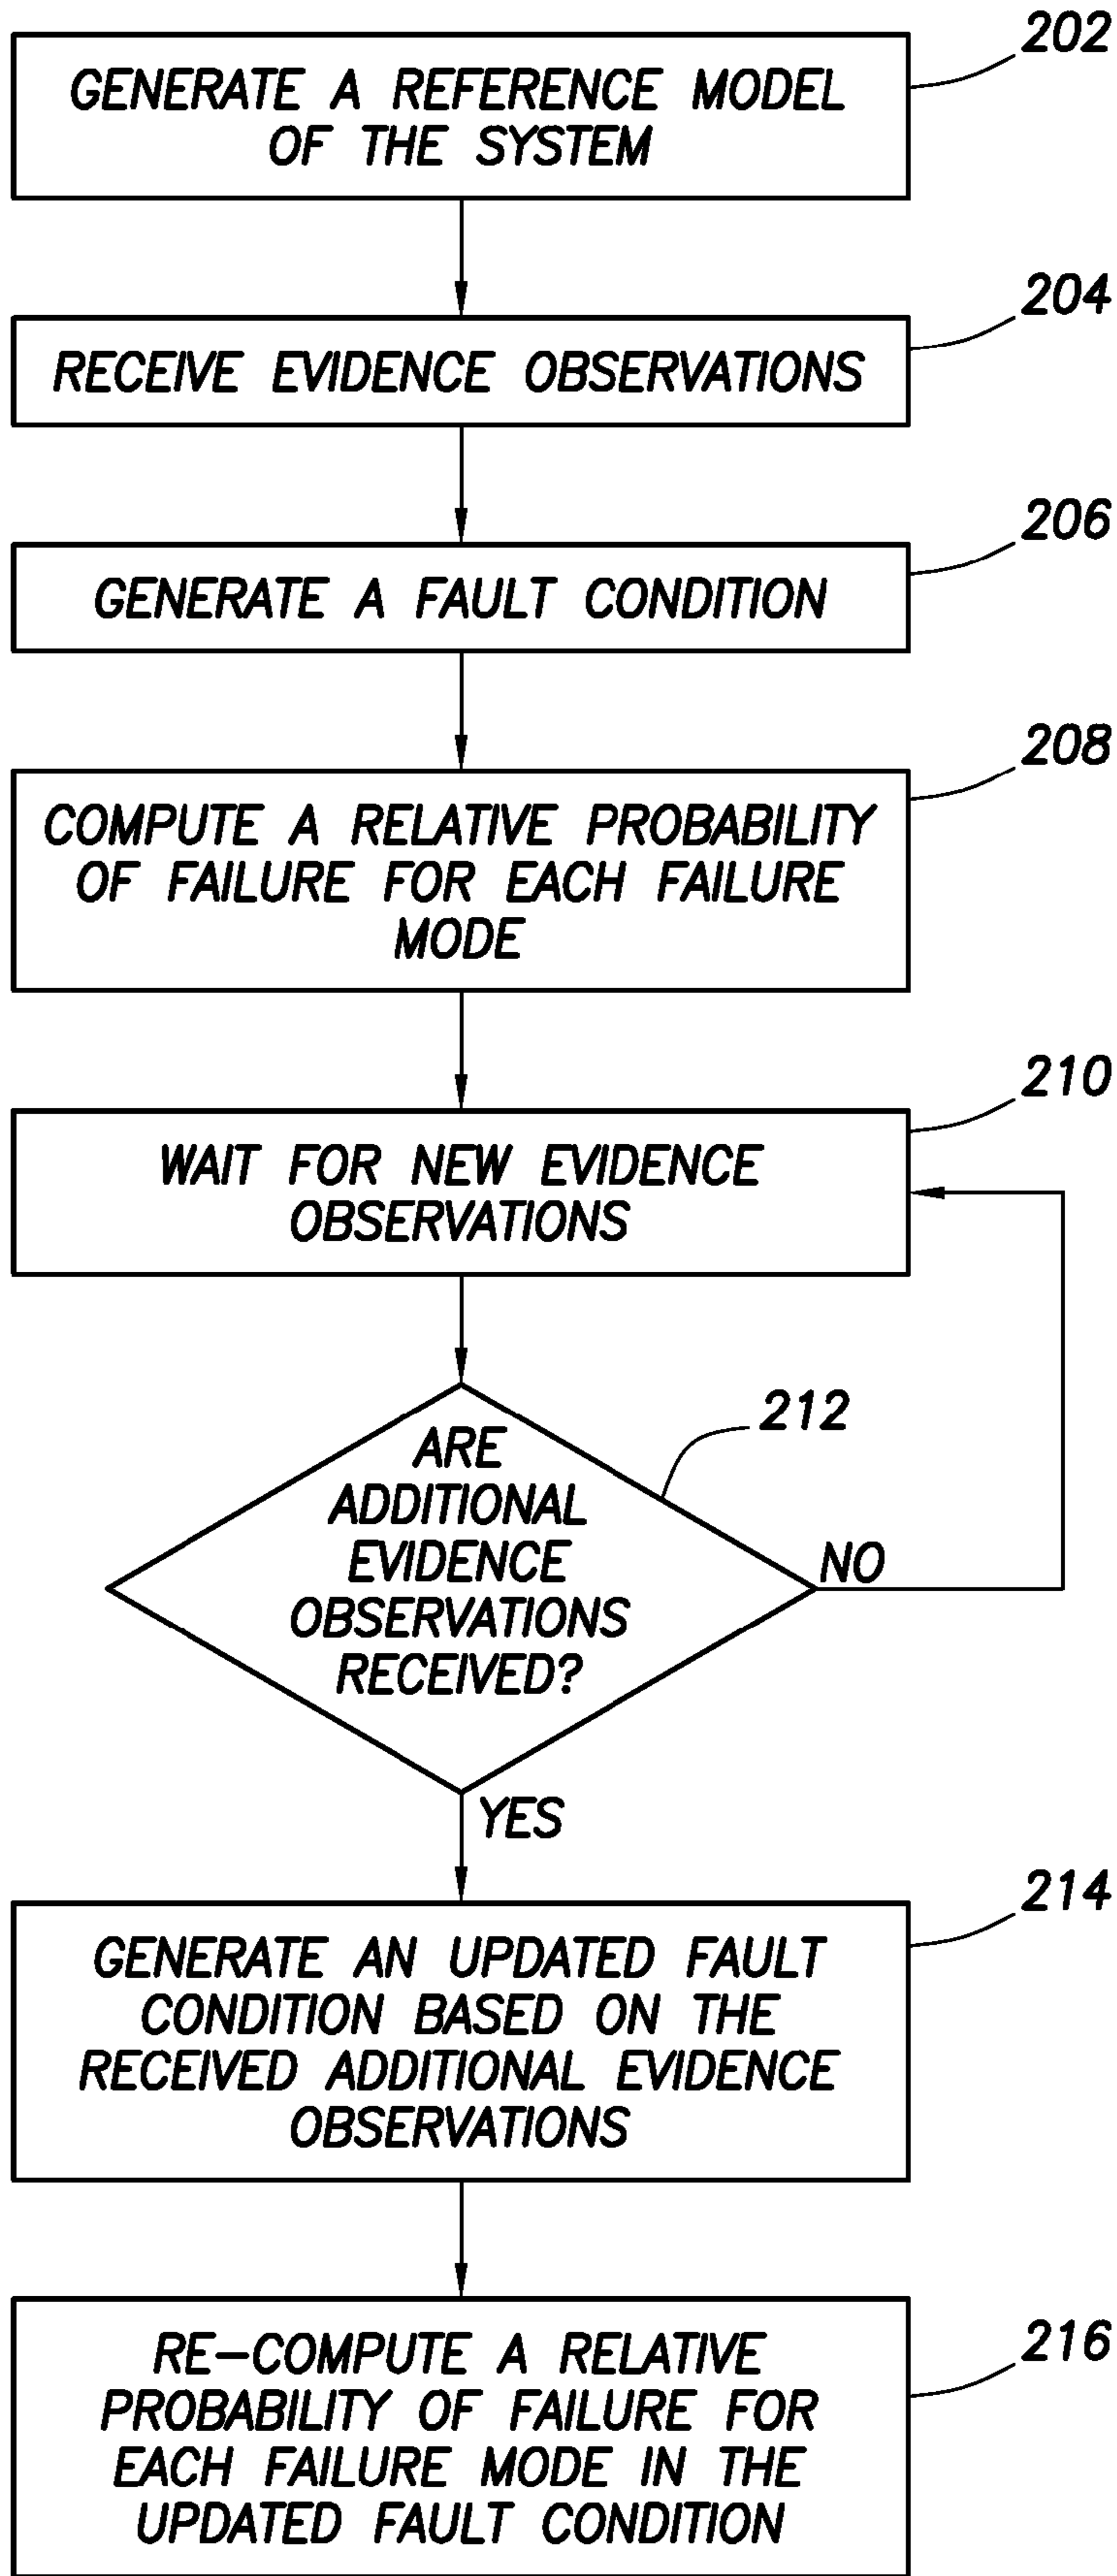 202
GENERATE A REFERENCE MODEL
OF THE SYSTEM
204
RECEIVE EVIDENCE OBSERVATIONS
206
GENERATE A FAULT CONDITION
208
COMPUTE A RELATIVE PROBABILITY
OF FAILURE FOR EACH FAILURE
MODE
210
WAIT FOR NEW EVIDENCE
OBSERVATIONS
212
ARE
ADDITIONAL
EVIDENCE
OBSERVATIONS
RECEIVED?
NO
YES
214
GENERATE AN UPDATED FAULT
CONDITION BASED ON THE
RECEIVED ADDITIONAL EVIDENCE
OBSERVATIONS
216
RE-COMPUTE A RELATIVE
PROBABILITY OF FAILURE FOR
EACH FAILURE MODE IN THE
UPDATED FAULT CONDITION